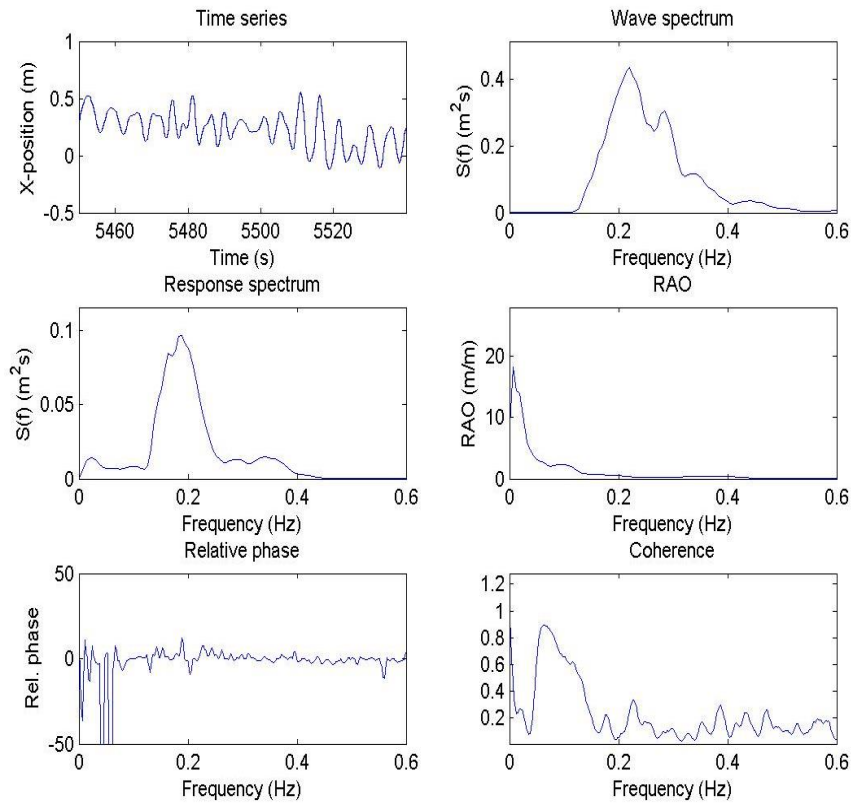 Time series
X-position (m)
1
0.5
0
-0.5
5460 5480 5500 5520
Time (s)
Wave spectrum
S(f) (m²s)
0.4
0.2
0
0 0.2 0.4 0.6
Frequency (Hz)
Response spectrum
S(f) (m²s)
0.1
0.05
0
0 0.2 0.4 0.6
Frequency (Hz)
RAO
RAO (m/m)
20
10
0
0 0.2 0.4 0.6
Frequency (Hz)
Relative phase
Rel. phase
50
0
-50
0 0.2 0.4 0.6
Frequency (Hz)
Coherence
1.2
1
0.8
0.6
0.4
0.2
0 0.2 0.4 0.6
Frequency (Hz)